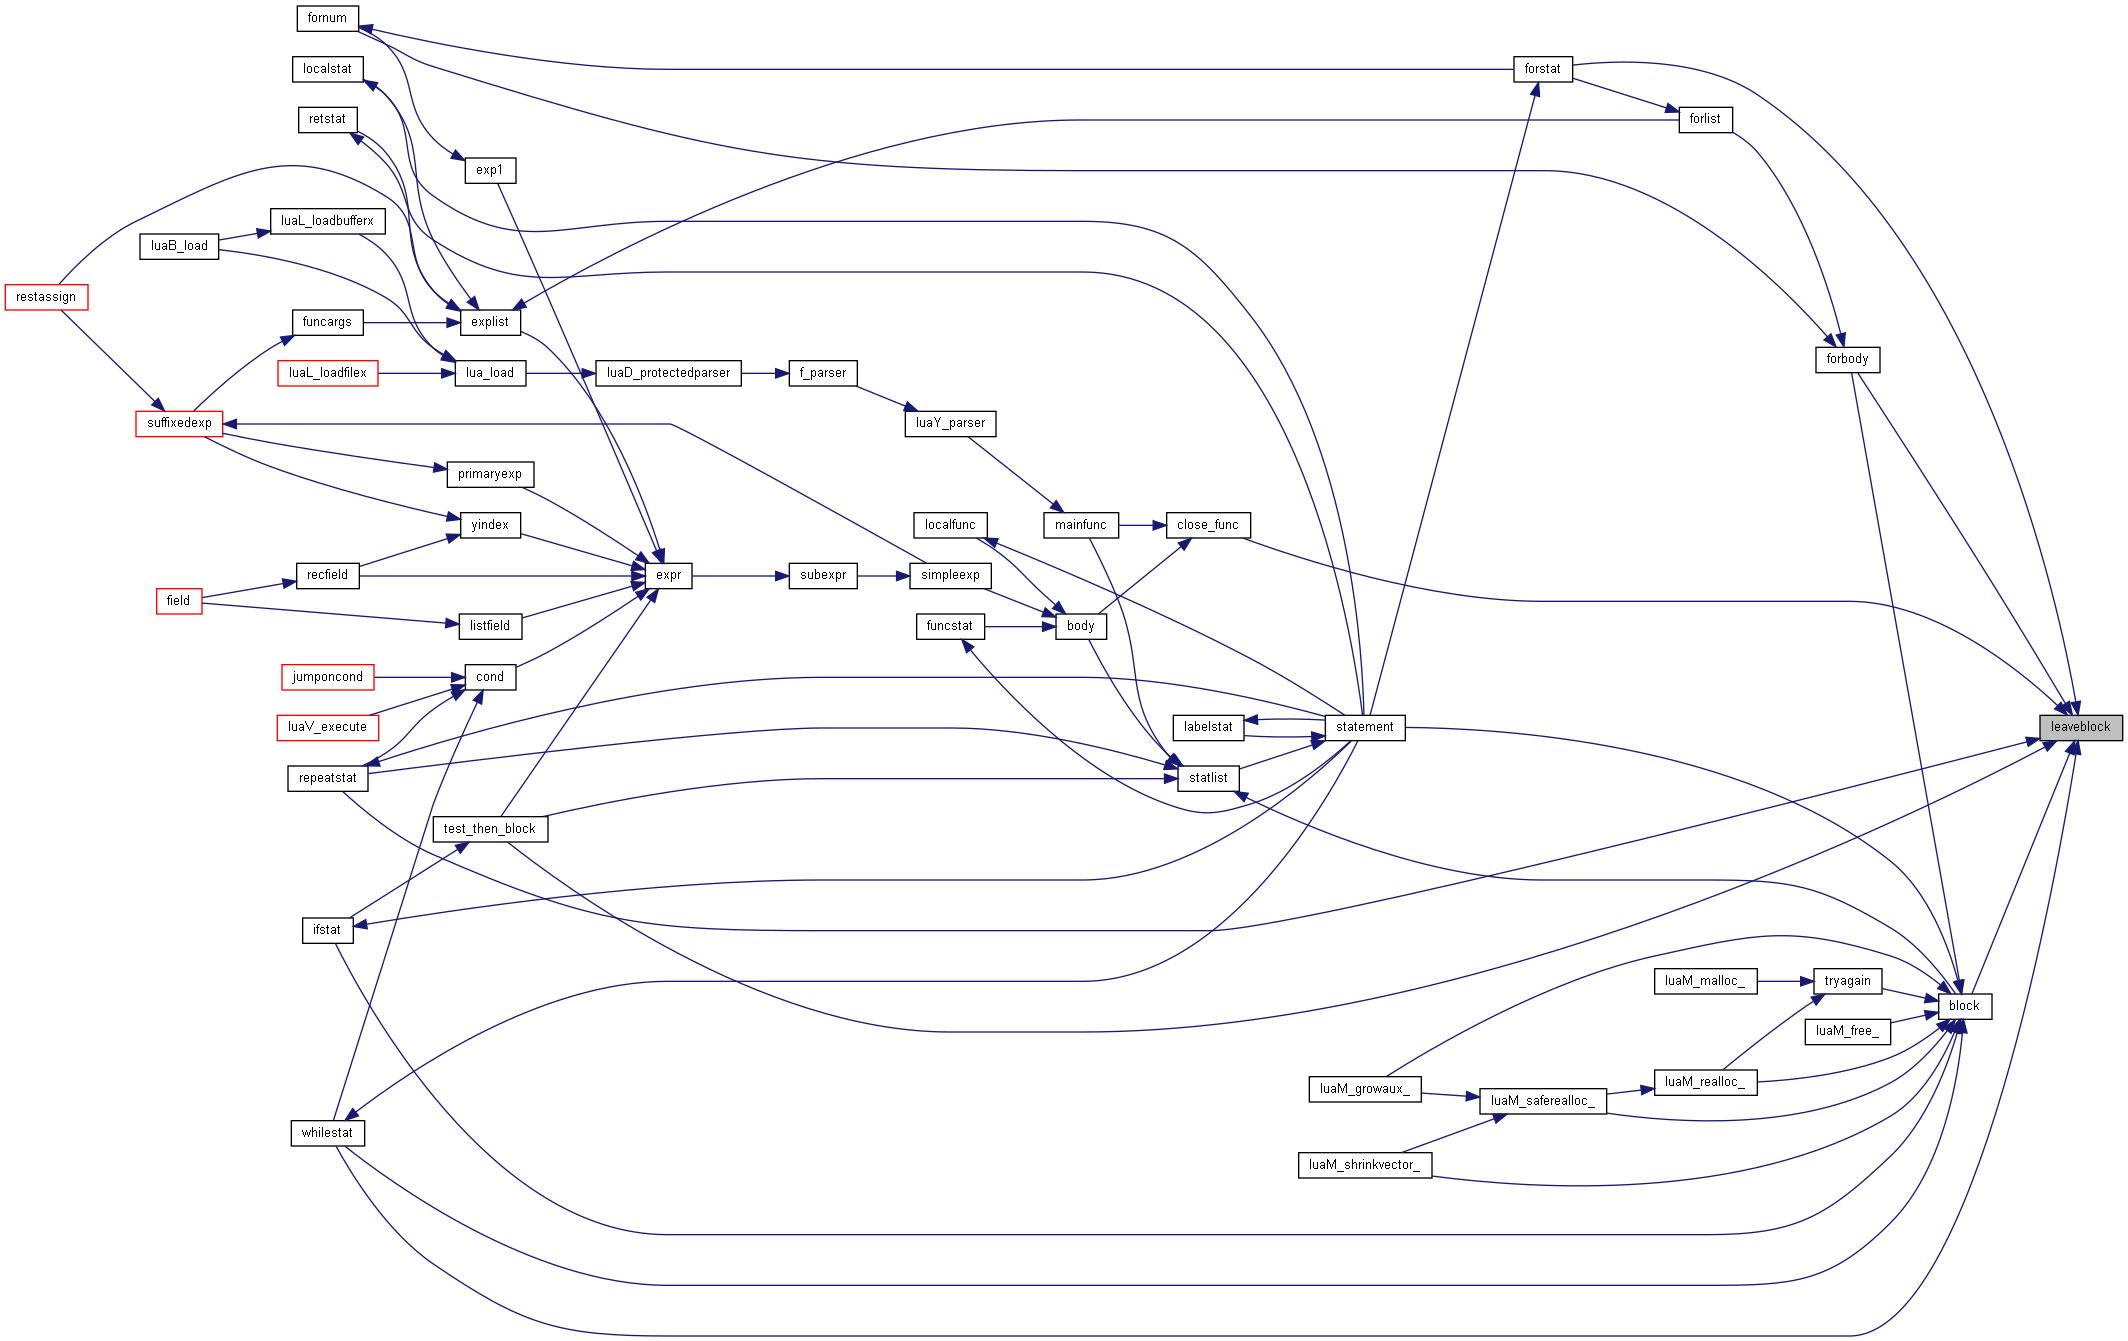 fornum
localstat
forstat
retstat
forlist
exp1
luaL_loadbufferx
luaB_load
restassign
funcargs
explist
luaL_loadfilex
lua_load
luaD_protectedparser
f_parser
forbody
suffixedexp
luaY_parser
primaryexp
yindex
localfunc
mainfunc
close_func
recfield
expr
subexpr
simpleexp
field
listfield
funcstat
body
jumponcond
cond
luaV_execute
labelstat
statement
leaveblock
repeatstat
statlist
test_then_block
ifstat
luaM_malloc_
tryagain
block
luaM_free_
luaM_growaux_
luaM_saferealloc_
luaM_realloc_
whilestat
luaM_shrinkvector_